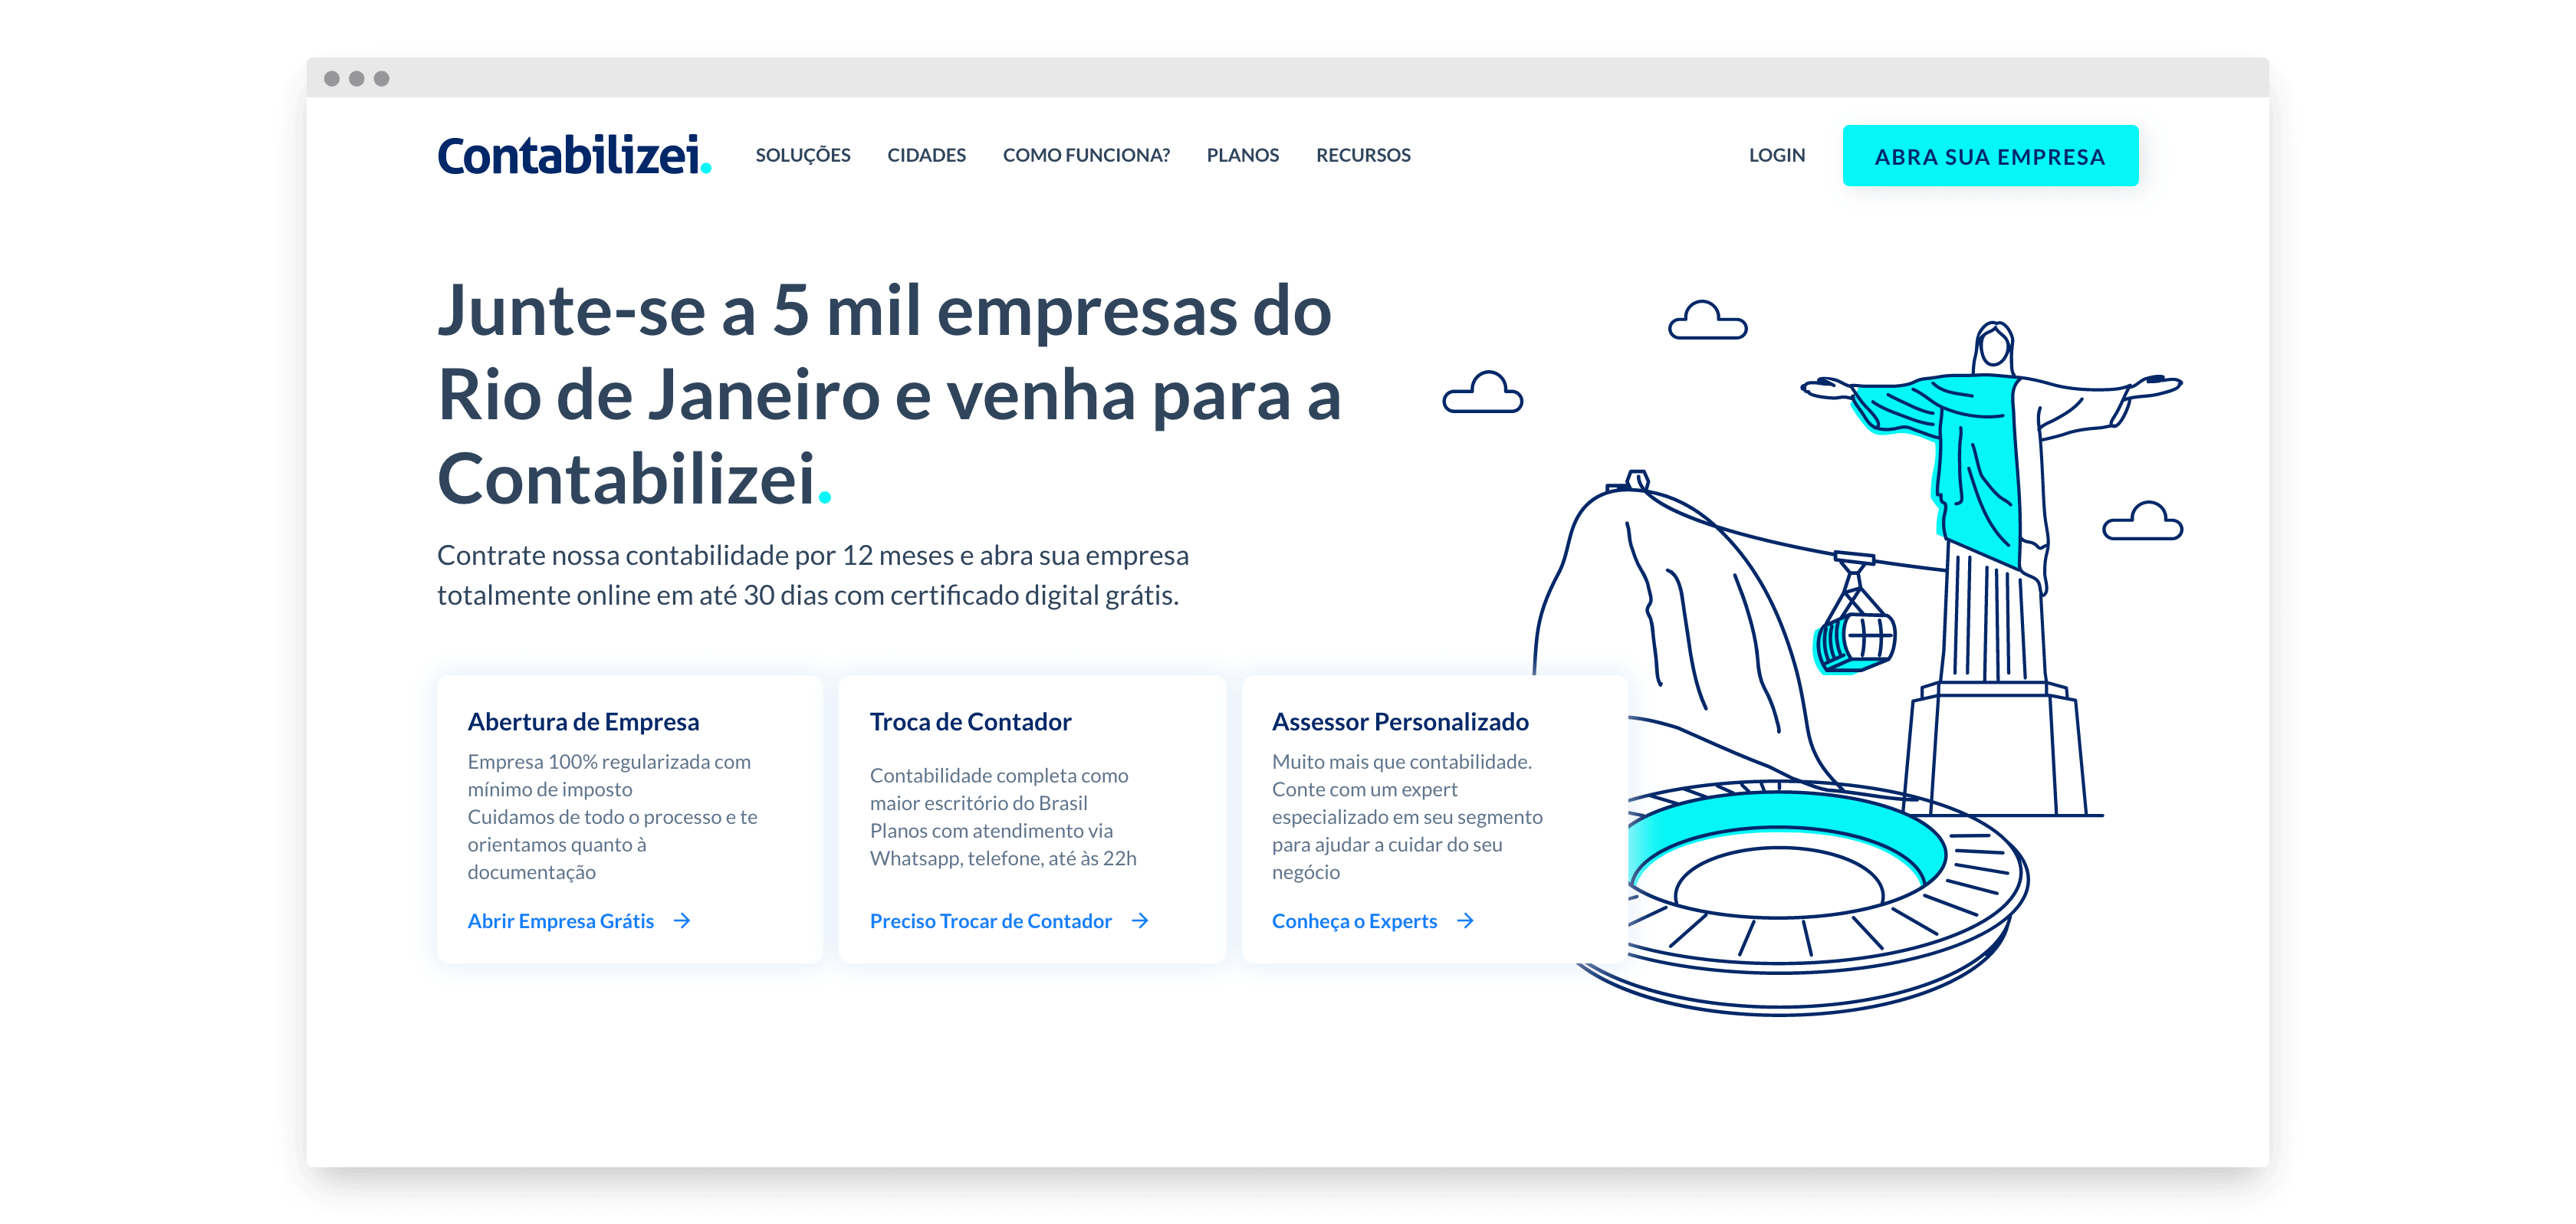 Contabilizei.
SOLUÇÕES
CIDADES
COMO FUNCIONA?
PLANOS
RECURSOS
LOGIN
ABRA SUA EMPRESA
Junte-se a 5 mil empresas do
Rio de Janeiro e venha para a
Contabilizei.
Contrate nossa contabilidade por 12 meses e abra sua empresa
totalmente online em até 30 dias com certificado digital grátis.
Abertura de Empresa
Empresa 100% regularizada com
mínimo de imposto
Cuidamos de todo o processo e te
orientamos quanto à
documentação
Abrir Empresa Grátis
Troca de Contador
Contabilidade completa como
maior escritório do Brasil
Planos com atendimento via
Whatsapp, telefone, até às 22h
Preciso Trocar de Contador
Assessor Personalizado
Muito mais que contabilidade.
Conte com um expert
especializado em seu segmento
para ajudar a cuidar do seu
negócio
Conheça o Experts